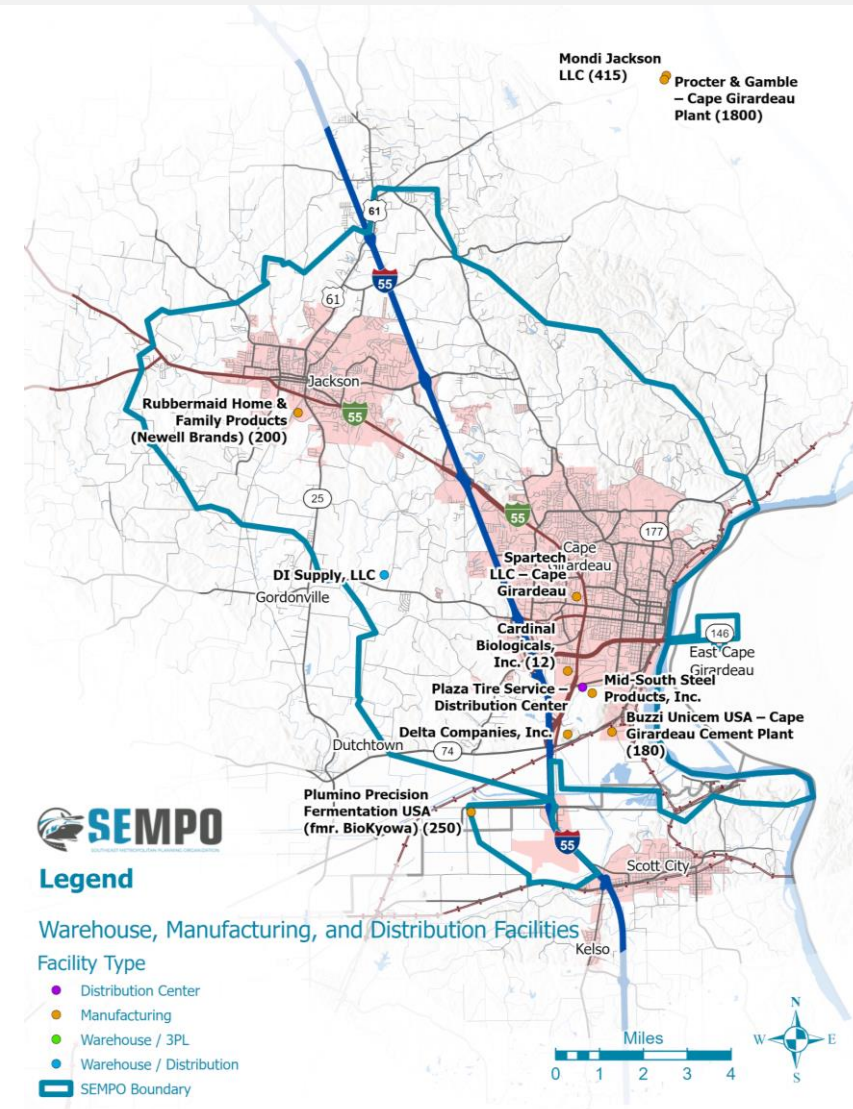 Mondi Jackson
LLC (415)
Procter & Gamble
– Cape Girardeau
Plant (1800)
61
55
61
Jackson
Rubbermaid Home &
Family Products
(Newell Brands) (200)
55
25
55
177
Spartech
LLC – Cape
Girardeau
Cape
Girardeau
DI Supply, LLC
Gordonville
Cardinal
Biologicals,
Inc. (12)
146
East Cape
Girardeau
Plaza Tire Service –
Distribution Center
Mid-South Steel
Products, Inc.
Delta Companies, Inc.
Buzzi Unicem USA – Cape
Girardeau Cement Plant
(180)
Dutchtown
74
Plumino Precision
Fermentation USA
(fmr. BioKyowa) (250)
55
Scott City
Kelso
SEMPO
SOUTHEAST METROPOLITAN PLANNING ORGANIZATION
Legend
Warehouse, Manufacturing, and Distribution Facilities
Facility Type
Distribution Center
Manufacturing
Warehouse / 3PL
Warehouse / Distribution
SEMPO Boundary
Miles
0 1 2 3 4
N
W E
S